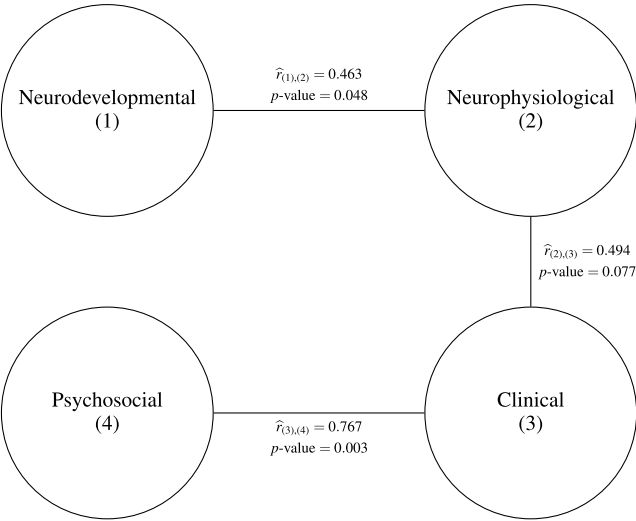 Neurodevelopmental
(1)
r̂(1),(2) = 0.463
p-value = 0.048
Neurophysiological
(2)
r̂(2),(3) = 0.494
p-value = 0.077
Psychosocial
(4)
r̂(3),(4) = 0.767
p-value = 0.003
Clinical
(3)